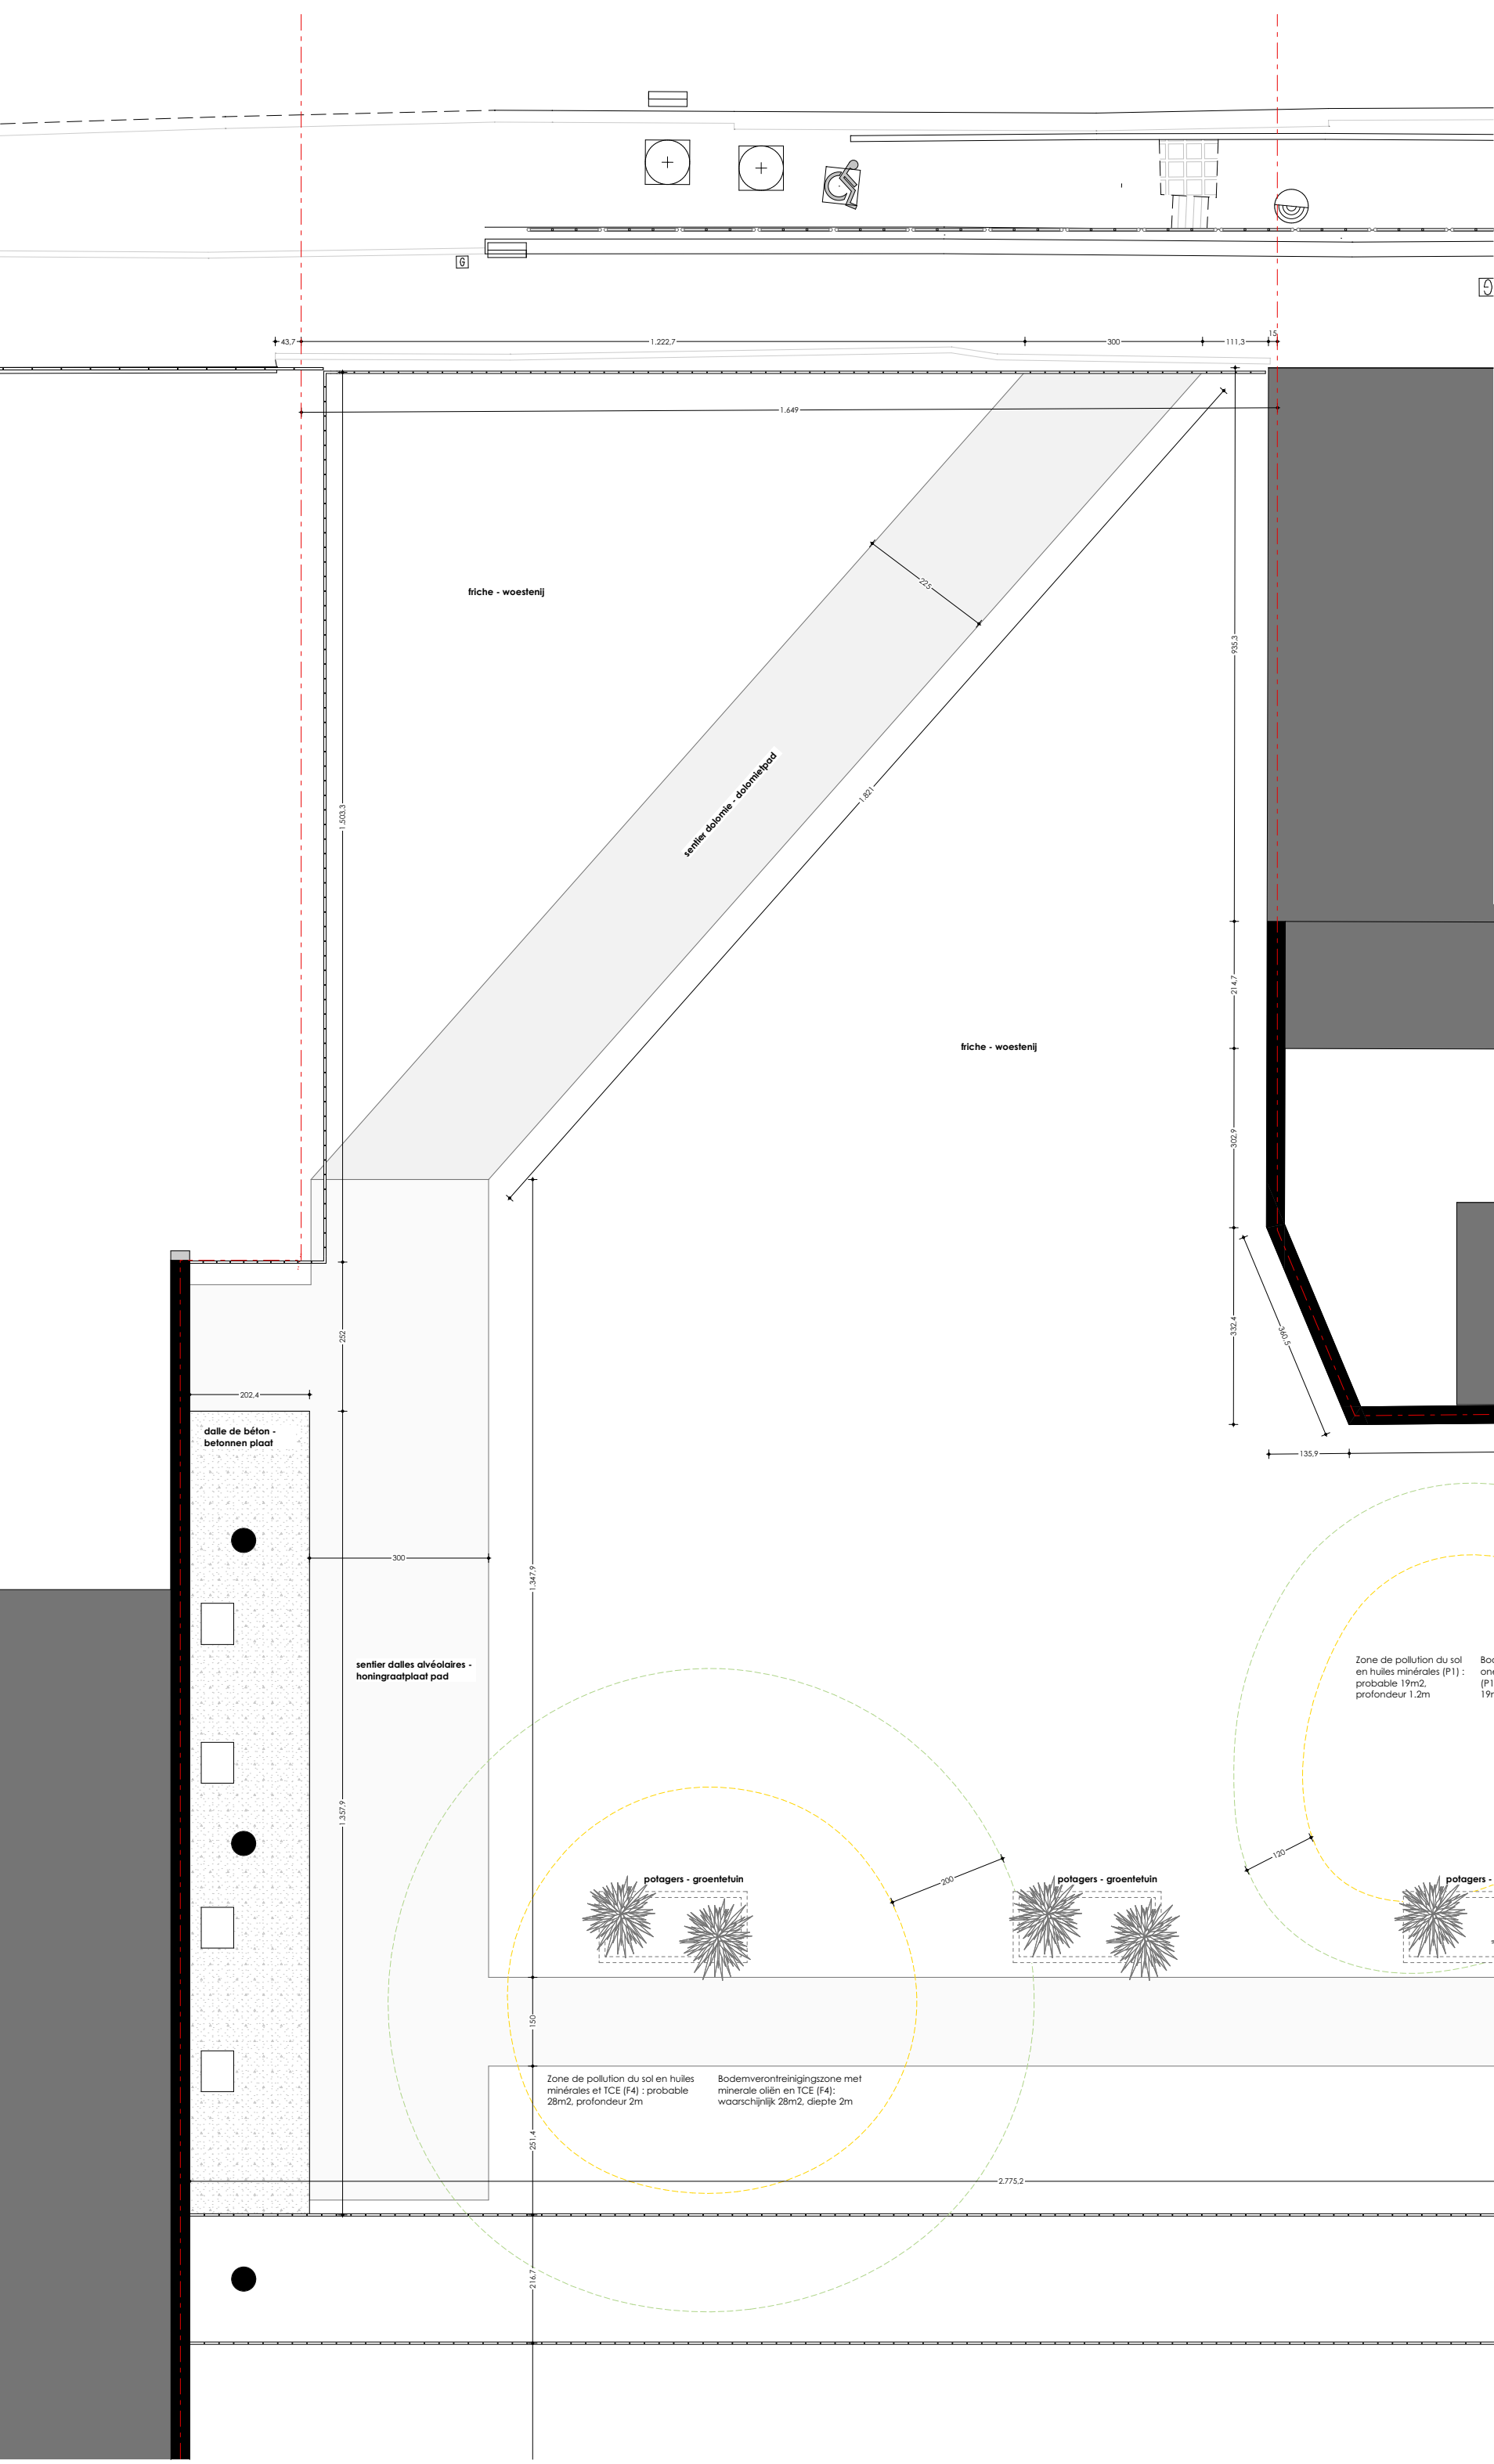 G
G
15
43,7
1.222,7
300
111,3
1.649
225
friche - woestenij
935,3
sentier dolomie - dolomietpad
1.821
1.503,3
214,7
friche - woestenij
302,9
252
332,4
360,5
202,4
dalle de béton -
betonnen plaat
135,9
300
1.347,9
sentier dalles alvéolaires -
honingraatplaat pad
Zone de pollution du sol
en huiles minérales (P1) :
probable 19m2,
profondeur 1.2m
1.357,9
120
200
potagers - groentetuin
potagers - groentetuin
potagers -
150
Zone de pollution du sol en huiles
minérales et TCE (F4) : probable
28m2, profondeur 2m
Bodemverontreinigingszone met
minerale oliën en TCE (F4):
waarschijnlijk 28m2, diepte 2m
251,4
2.775,2
216,7